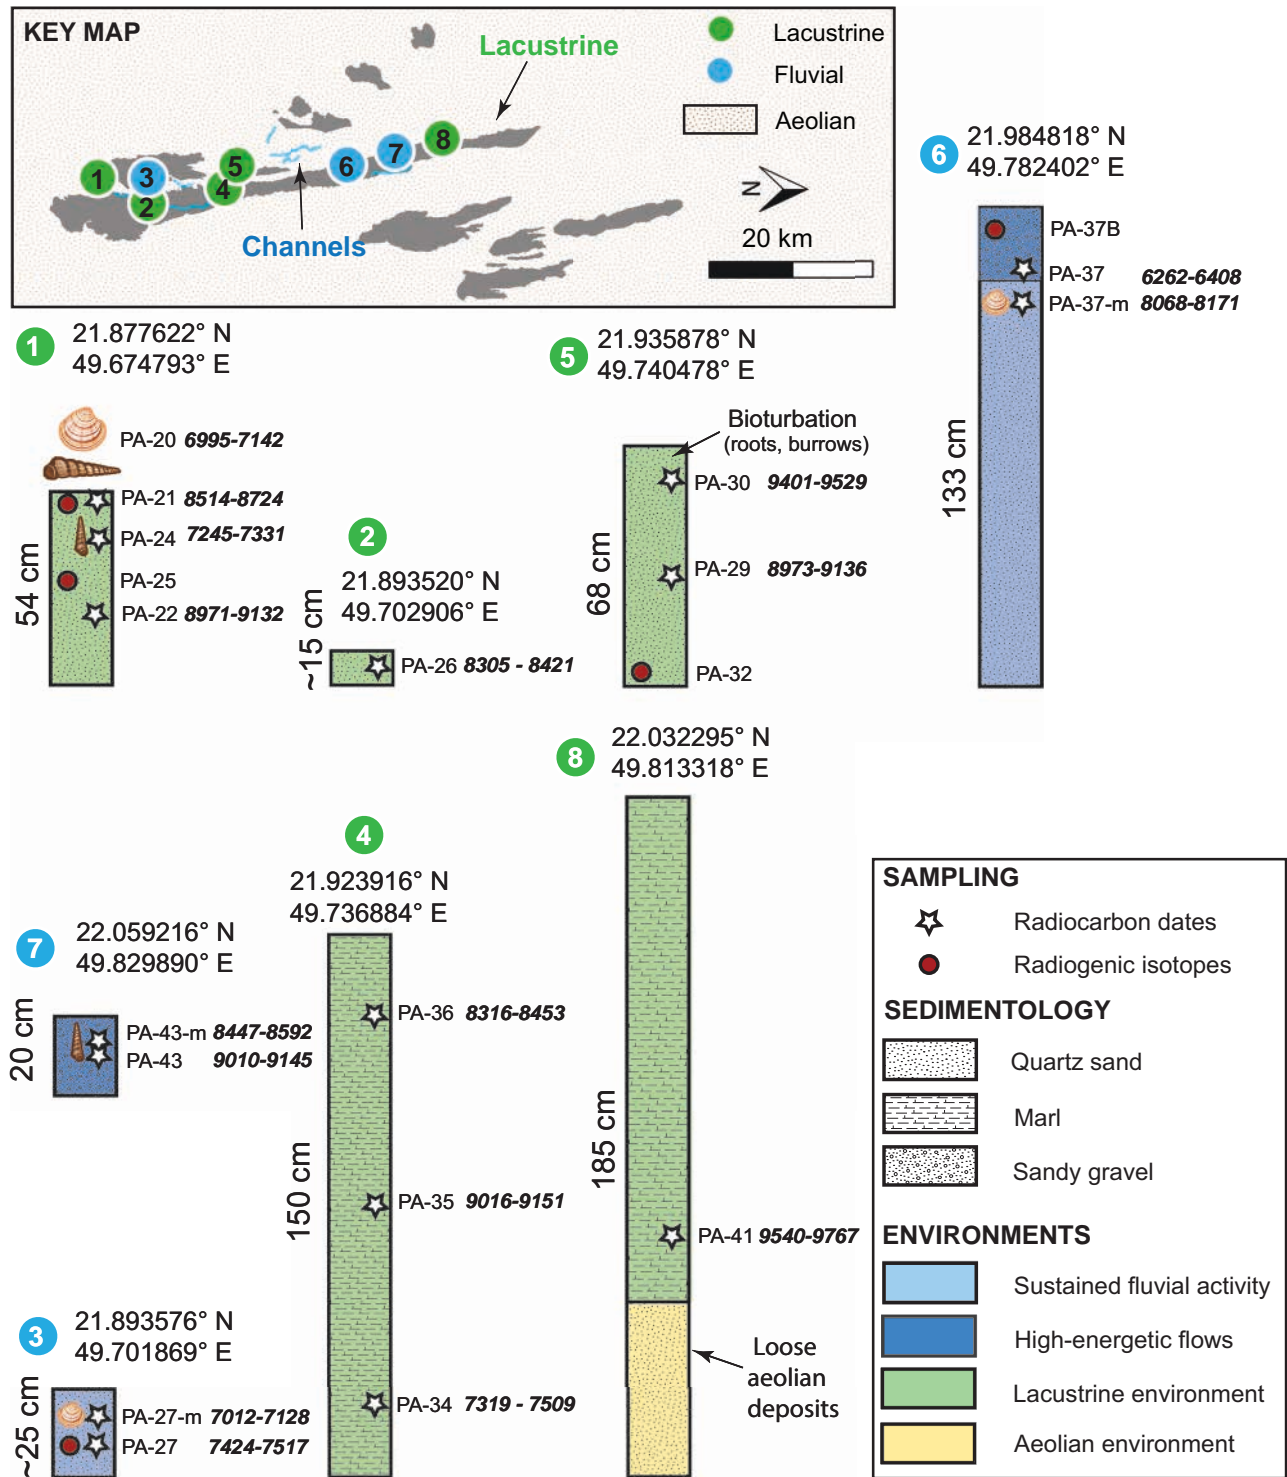 KEY MAP
Lacustrine
Lacustrine
Fluvial
Aeolian
1
2
3
4
5
6
7
8
Channels
N
20 km
1
21.877622° N
49.674793° E
PA-20 6995-7142
PA-21 8514-8724
PA-24 7245-7331
PA-25
PA-22 8971-9132
54 cm
2
21.893520° N
49.702906° E
~15 cm
PA-26 8305 - 8421
5
21.935878° N
49.740478° E
Bioturbation
(roots, burrows)
PA-30 9401-9529
PA-29 8973-9136
PA-32
68 cm
6
21.984818° N
49.782402° E
PA-37B
PA-37 6262-6408
PA-37-m 8068-8171
133 cm
7
22.059216° N
49.829890° E
PA-43-m 8447-8592
PA-43 9010-9145
20 cm
4
21.923916° N
49.736884° E
PA-36 8316-8453
PA-35 9016-9151
PA-34 7319 - 7509
150 cm
8
22.032295° N
49.813318° E
PA-41 9540-9767
185 cm
Loose
aeolian
deposits
3
21.893576° N
49.701869° E
PA-27-m 7012-7128
PA-27 7424-7517
~25 cm
SAMPLING
Radiocarbon dates
Radiogenic isotopes
SEDIMENTOLOGY
Quartz sand
Marl
Sandy gravel
ENVIRONMENTS
Sustained fluvial activity
High-energetic flows
Lacustrine environment
Aeolian environment